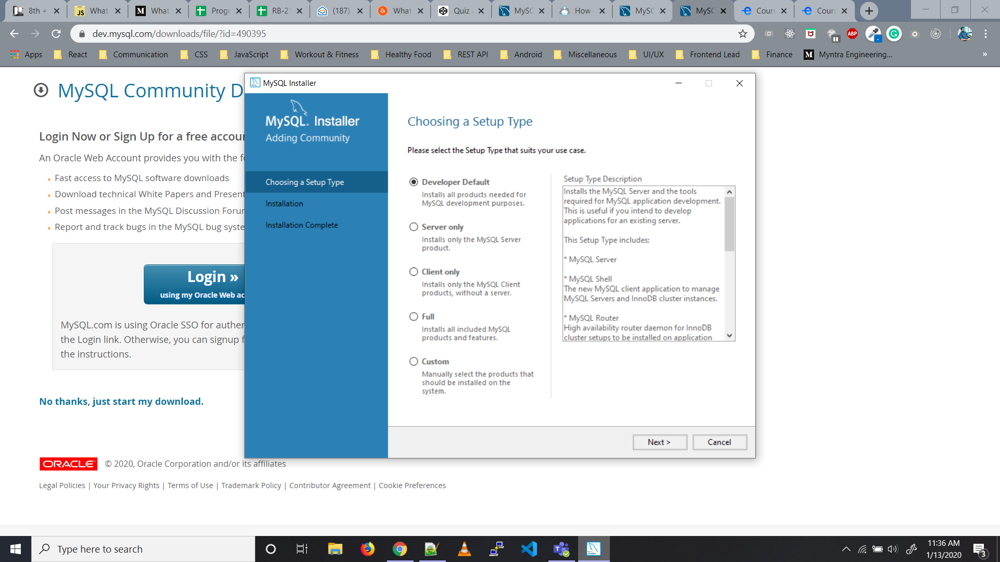 8th +
What
What
Progr
RB-2
(187)
What
Quiz
MySC
How
MySC
MySC
Cours
Cours
dev.mysql.com/downloads/file/?id=490395
Apps
React
Communication
CSS
JavaScript
Workout & Fitness
Healthy Food
REST API
Android
Miscellaneous
UI/UX
Frontend Lead
Finance
Myntra Engineering...
»
MySQL Community D
Login Now or Sign Up for a free accour
An Oracle Web Account provides you with the f
• Fast access to MySQL software downloads
• Download technical White Papers and Present
• Post messages in the MySQL Discussion Forur
• Report and track bugs in the MySQL bug syste
Login »
using my Oracle Web ac
MySQL.com is using Oracle SSO for auther
the Login link. Otherwise, you can signup f
the instructions.
No thanks, just start my download.
ORACLE © 2020, Oracle Corporation and/or its affiliates
Legal Policies | Your Privacy Rights | Terms of Use | Trademark Policy | Contributor Agreement | Cookie Preferences
MySQL Installer
MySQL. Installer
Adding Community
Choosing a Setup Type
Installation
Installation Complete
Choosing a Setup Type
Please select the Setup Type that suits your use case.
Developer Default
Installs all products needed for
MySQL development purposes.
Server only
Installs only the MySQL Server
product.
Client only
Installs only the MySQL Client
products, without a server.
Full
Installs all included MySQL
products and features.
Custom
Manually select the products that
should be installed on the
system.
Setup Type Description
Installs the MySQL Server and the tools
required for MySQL application development.
This is useful if you intend to develop
applications for an existing server.
This Setup Type includes:
* MySQL Server
* MySQL Shell
The new MySQL client application to manage
MySQL Servers and InnoDB cluster instances.
* MySQL Router
High availability router daemon for InnoDB
cluster setups to be installed on application
Next >
Cancel
Type here to search
11:36 AM
1/13/2020
3